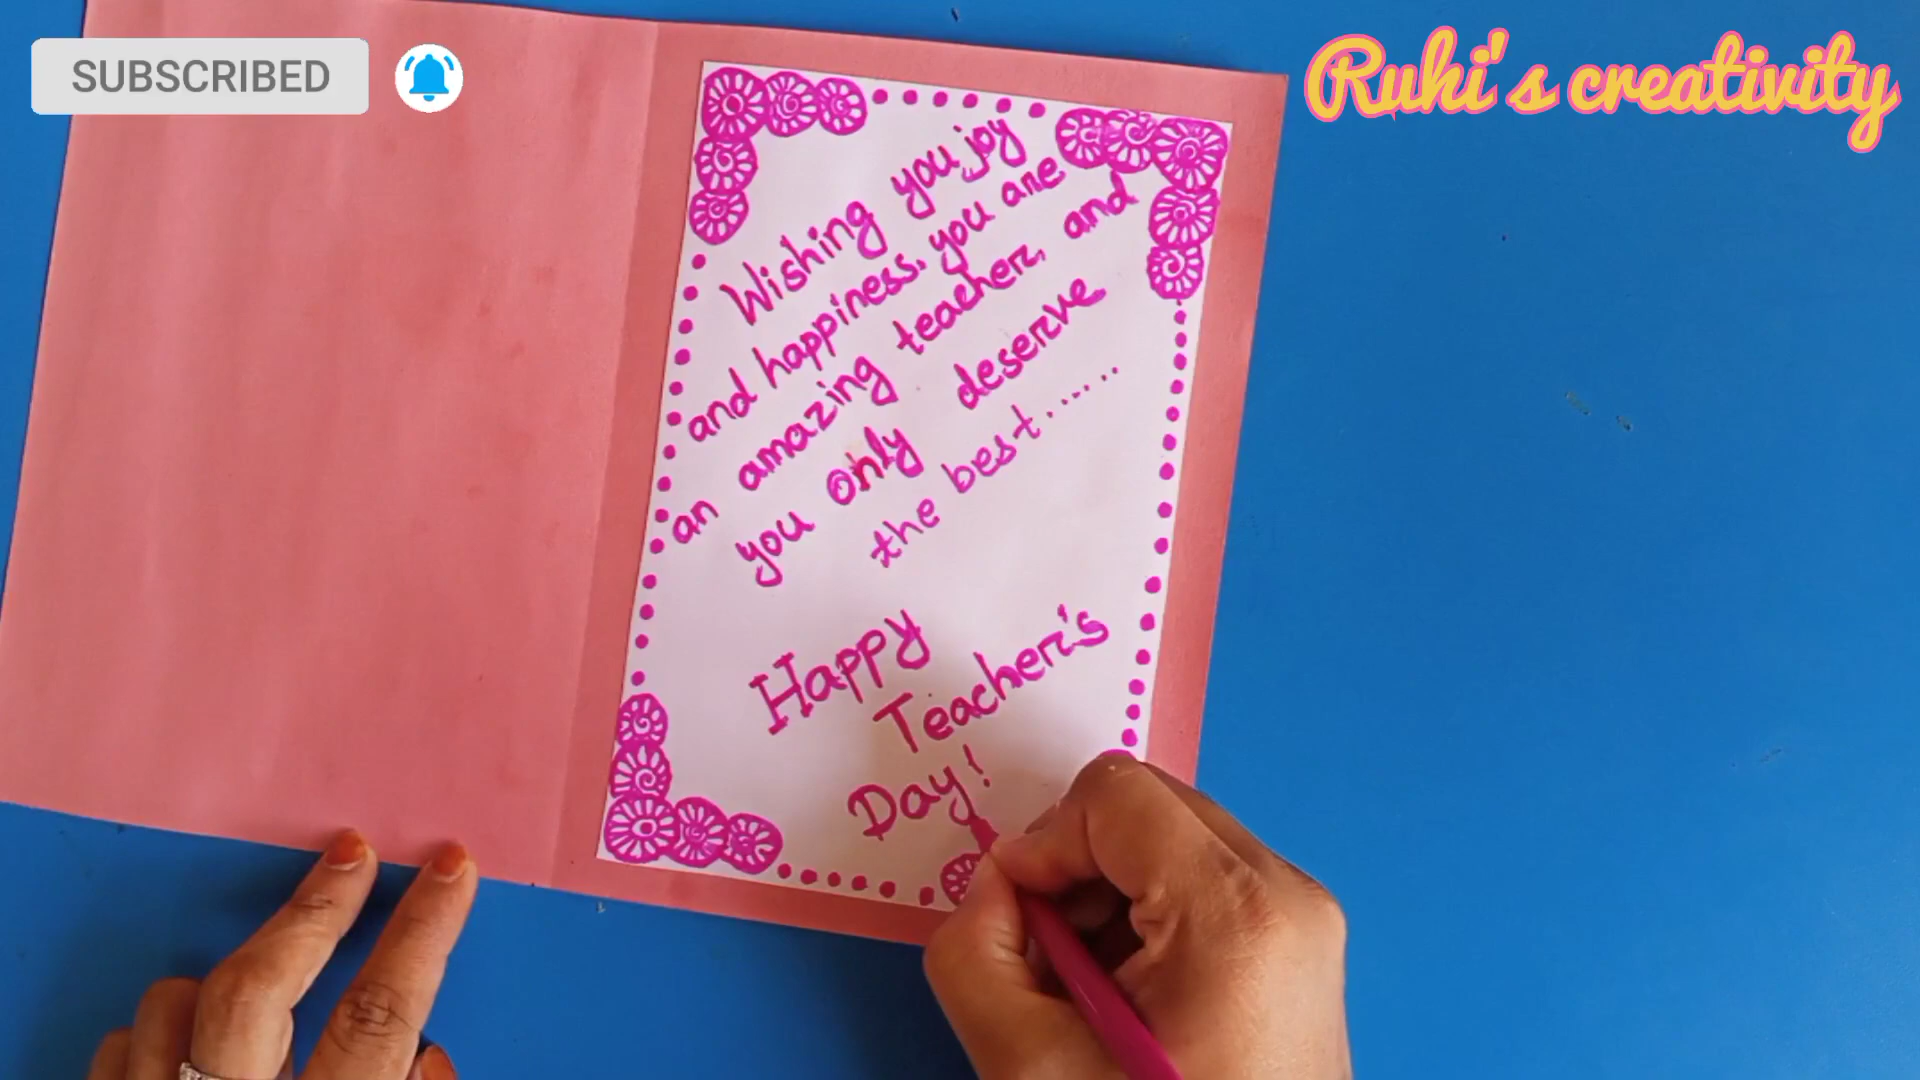 SUBSCRIBED
Ruhi's creativity
Wishing you joy
and happiness, you are
an amazing teacher, and
you only deserve
the best......
Happy
Teacher's
Day!